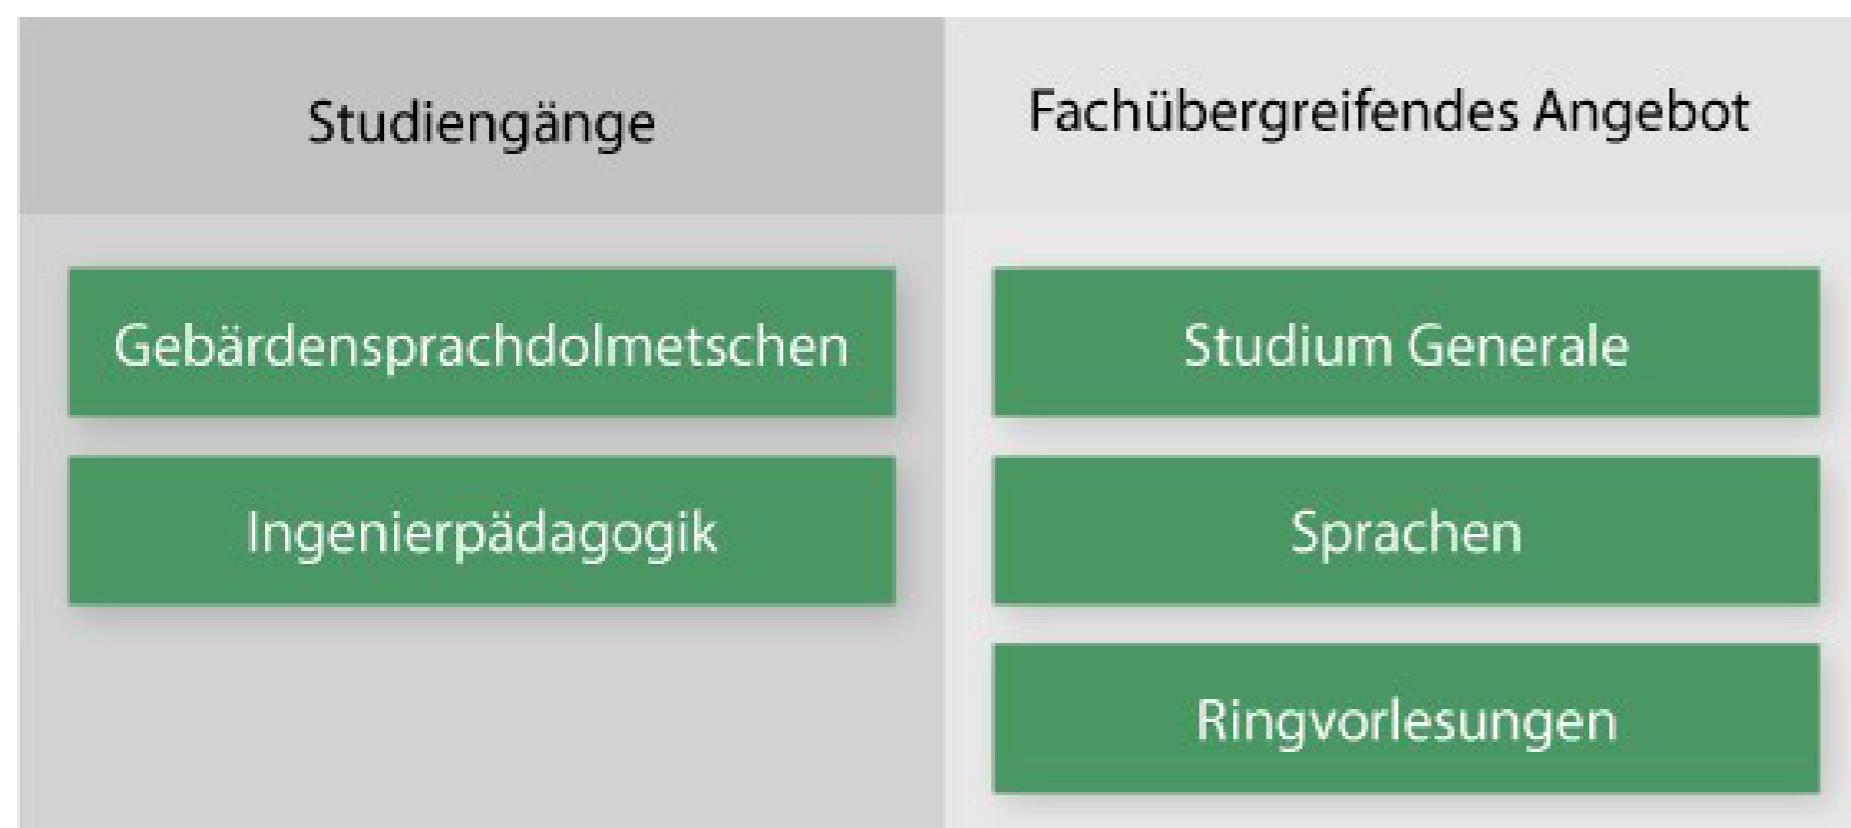 Studiengänge
Gebärdensprachdolmetschen
Ingenierpädagogik
Fachübergreifendes Angebot
Studium Generale
Sprachen
Ringvorlesungen